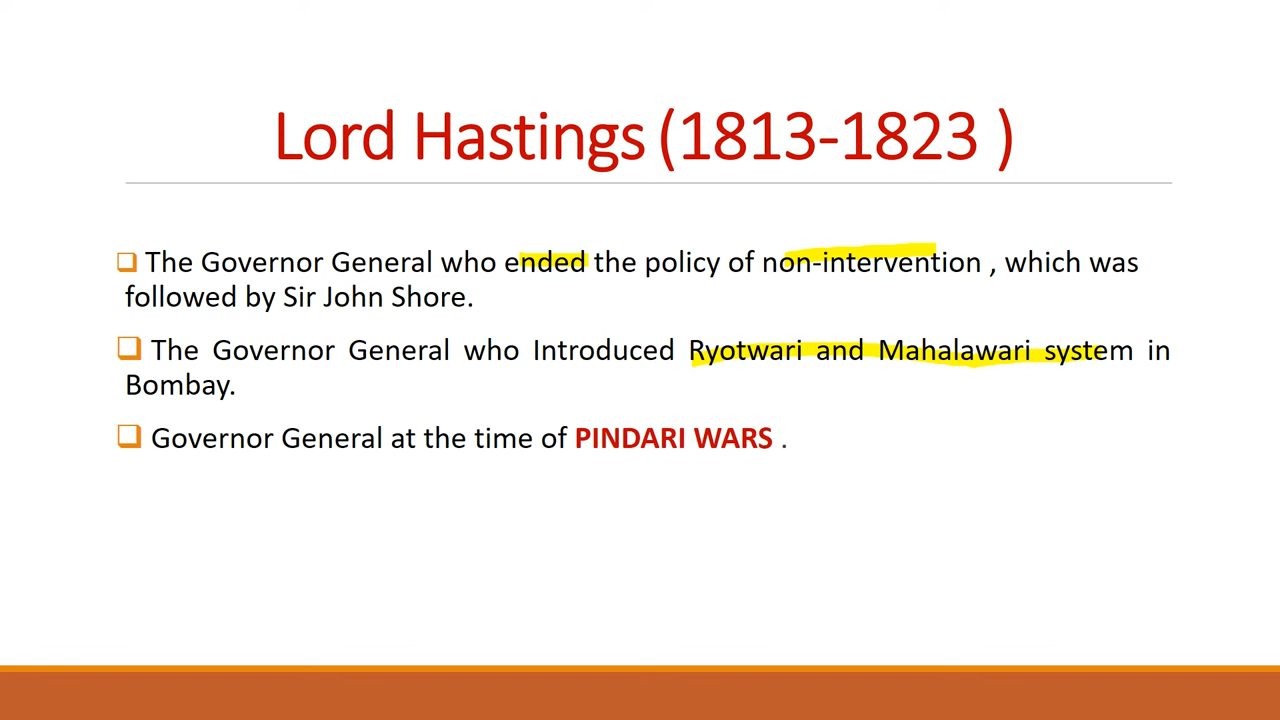 Lord Hastings (1813-1823 )
❑ The Governor General who ended the policy of non-intervention , which was
followed by Sir John Shore.
❑ The Governor General who Introduced Ryotwari and Mahalawari system in
Bombay.
❑ Governor General at the time of PINDARI WARS .